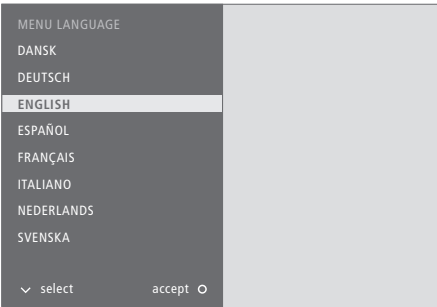 MENU LANGUAGE
DANSK
DEUTSCH
ENGLISH
ESPAÑOL
FRANÇAIS
ITALIANO
NEDERLANDS
SVENSKA
select accept